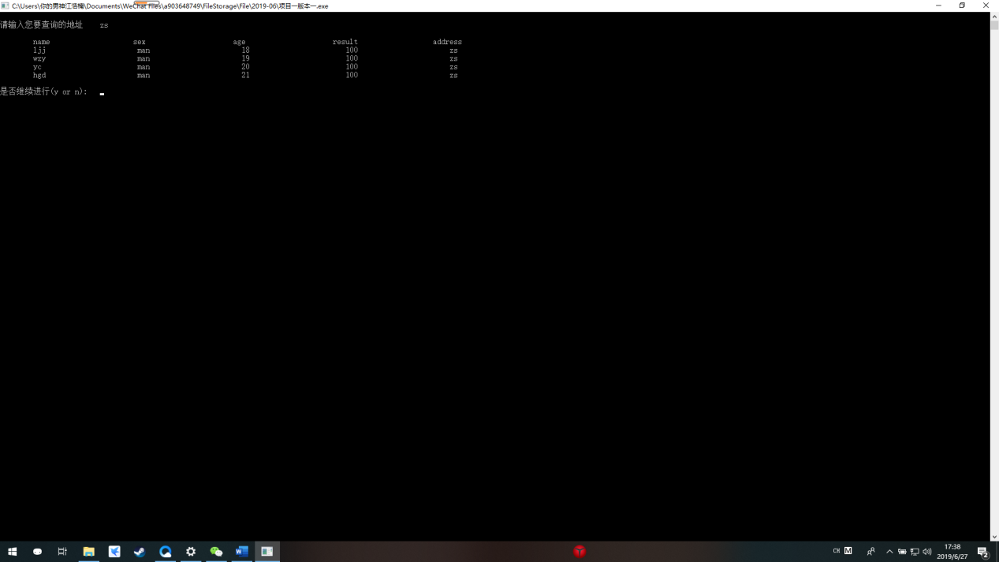 C:\Users\你的男神江浩楠\Documents\WeChat Files\a903648749\FileStorage\File\2019-06\项目一版本一.exe
请输入您要查询的地址 zs
name sex age result address
ljj man 18 100 zs
wzy man 19 100 zs
yc man 20 100 zs
hgd man 21 100 zs
是否继续进行(y or n):
17:38
2019/6/27
2